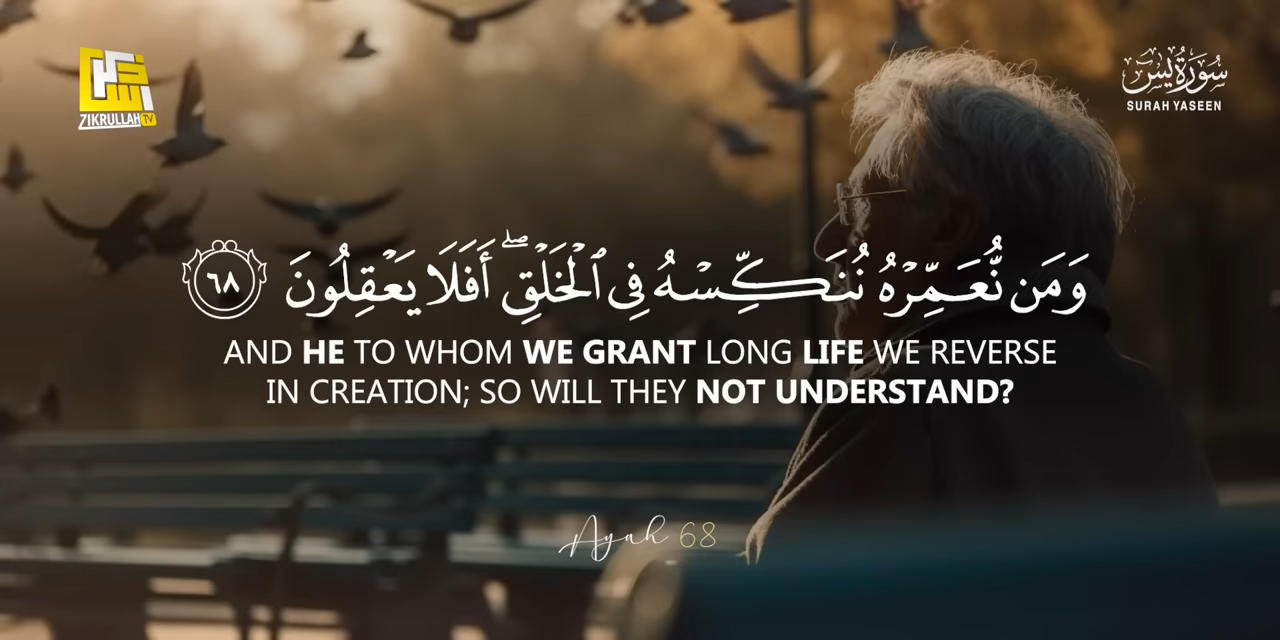 ZIKRULLAH TV
سُورَةُ يس
SURAH YASEEN
وَمَن نُّعَمِّرْهُ نُنَكِّسْهُ فِي ٱلْخَلْقِ ۖ أَفَلَا يَعْقِلُونَ ٦٨
AND HE TO WHOM WE GRANT LONG LIFE WE REVERSE
IN CREATION; SO WILL THEY NOT UNDERSTAND?
Ayah 68